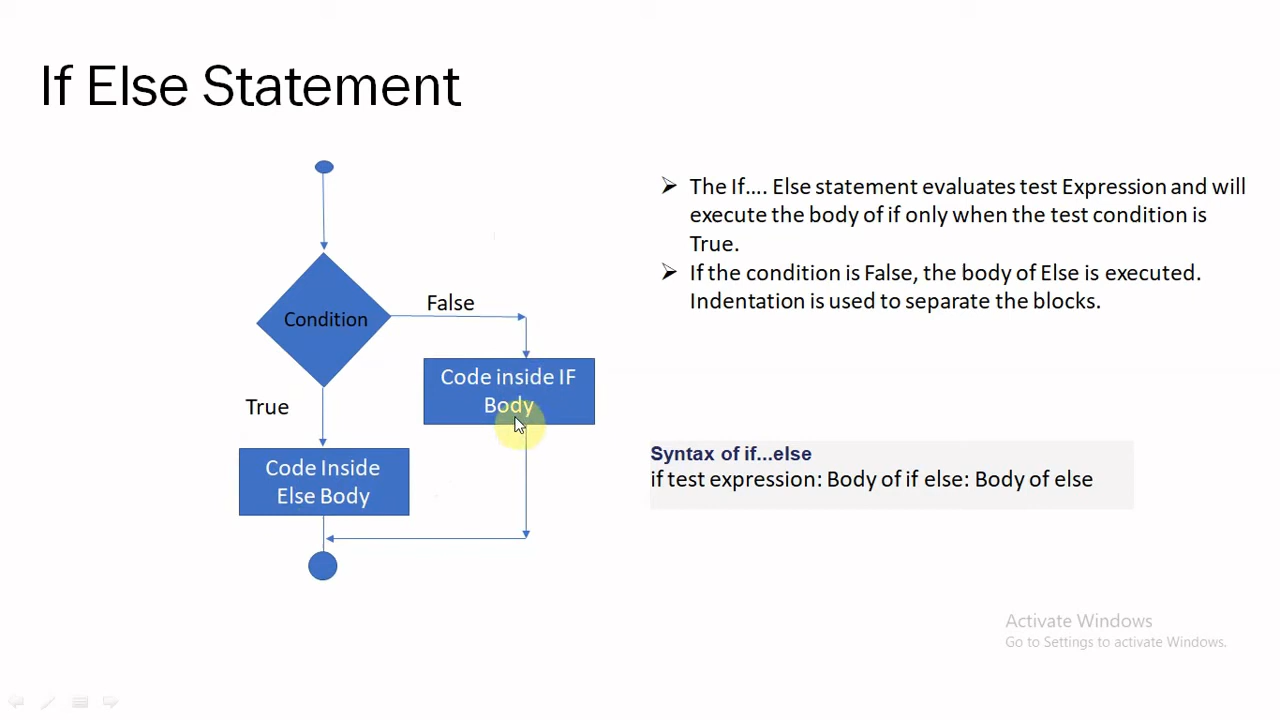 If Else Statement
The If.... Else statement evaluates test Expression and will
execute the body of if only when the test condition is
True.
If the condition is False, the body of Else is executed.
Indentation is used to separate the blocks.
False
Condition
Code inside IF
Body
True
Code Inside
Else Body
Syntax of if...else
if test expression: Body of if else: Body of else
Activate Windows
Go to Settings to activate Windows.